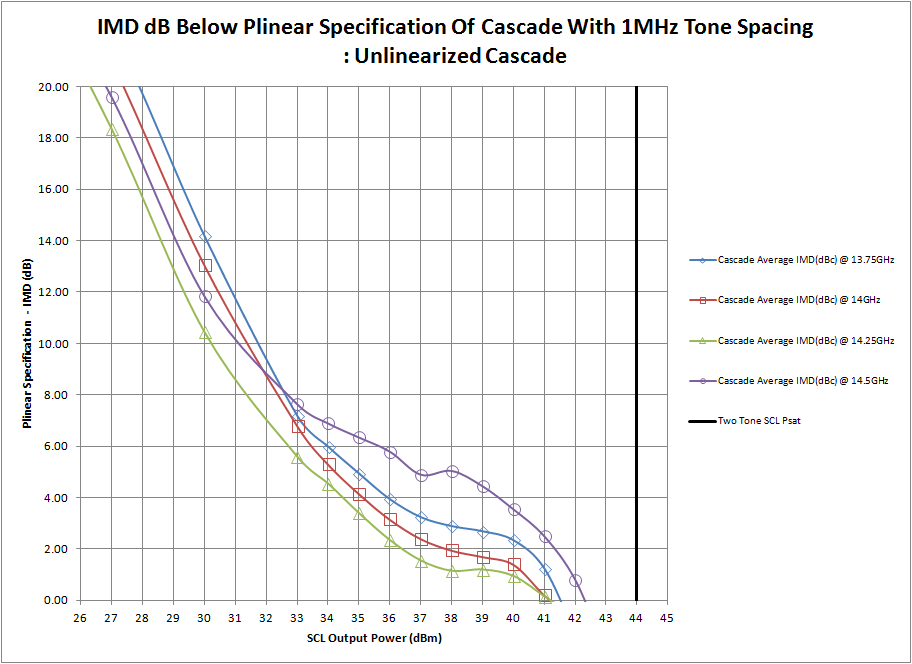 IMD dB Below Plinear Specification Of Cascade With 1MHz Tone Spacing
: Unlinearized Cascade
Plinear Specification - IMD (dB)
20.00
18.00
16.00
14.00
12.00
10.00
8.00
6.00
4.00
2.00
0.00
26 27 28 29 30 31 32 33 34 35 36 37 38 39 40 41 42 43 44 45
SCL Output Power (dBm)
Cascade Average IMD(dBc) @ 13.75GHz
Cascade Average IMD(dBc) @ 14GHz
Cascade Average IMD(dBc) @ 14.25GHz
Cascade Average IMD(dBc) @ 14.5GHz
Two Tone SCL Psat